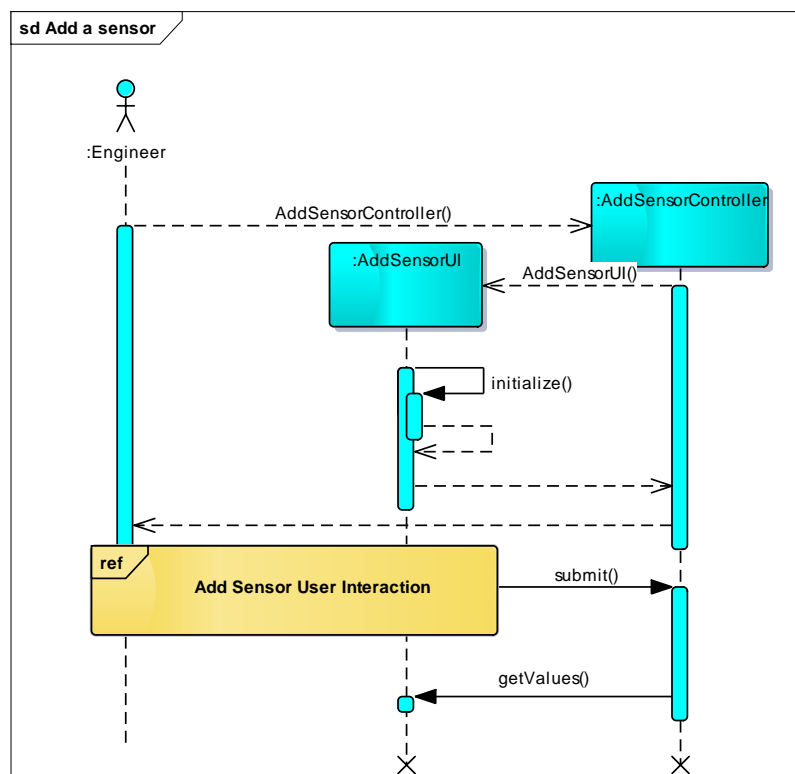 sd Add a sensor
:Engineer
:AddSensorController
AddSensorController()
:AddSensorUI
AddSensorUI()
initialize()
ref
Add Sensor User Interaction
submit()
getValues()